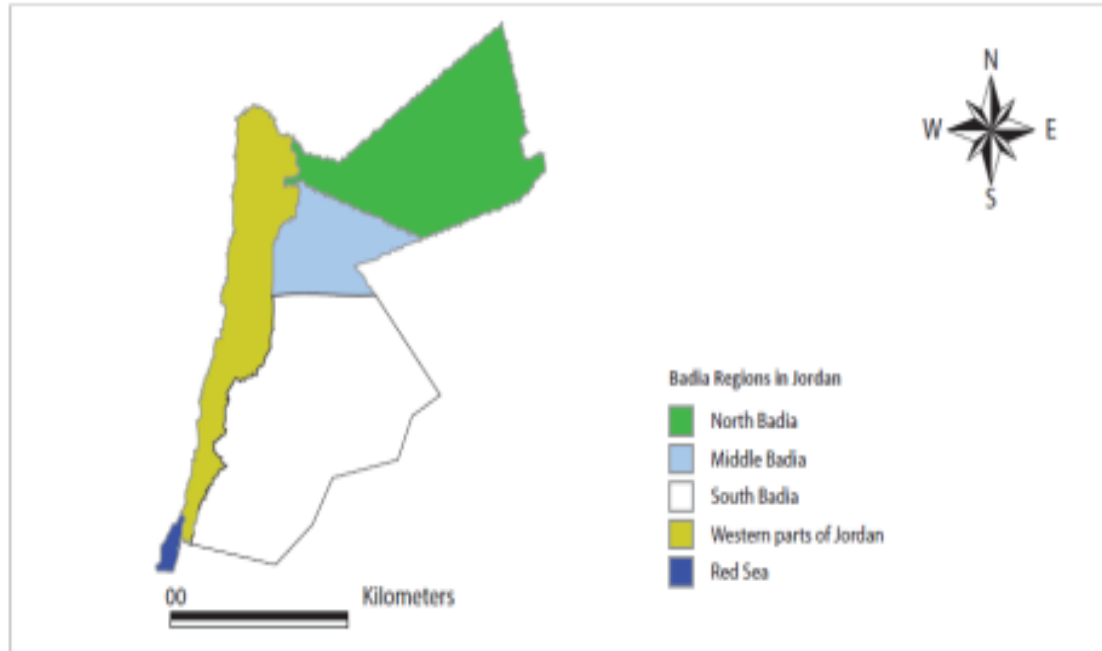 N
W E
S
Badia Regions in Jordan
North Badia
Middle Badia
South Badia
Western parts of Jordan
Red Sea
00 Kilometers